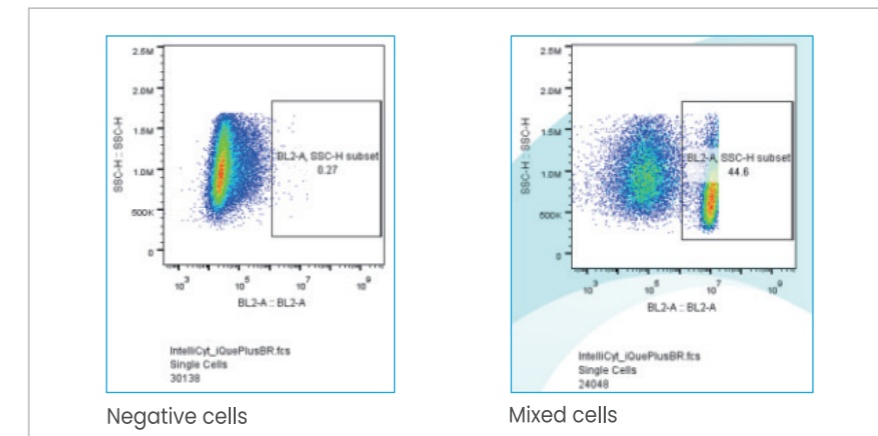 2.5M
2.0M
1.5M
1.0M
500K
0
SSC-H :: SSC-H
BL2-A, SSC-H subset
0.27
10^3 10^5 10^7 10^9
BL2-A :: BL2-A
IntelliCyt_iQuePlusBR.fcs
Single Cells
30138
Negative cells
2.5M
2.0M
1.5M
1.0M
500K
0
SSC-H :: SSC-H
BL2-A, SSC-H subset
44.6
10^3 10^5 10^7 10^9
BL2-A :: BL2-A
IntelliCyt_iQuePlusBR.fcs
Single Cells
24048
Mixed cells